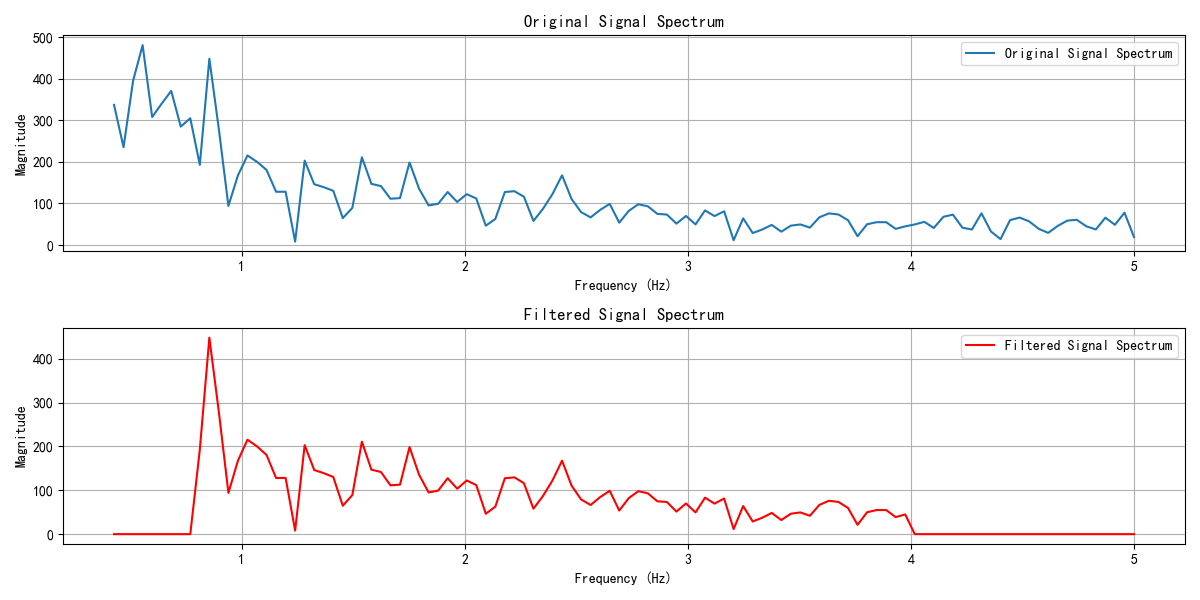 Original Signal Spectrum
500
400
300
200
100
0
Magnitude
Original Signal Spectrum
1 2 3 4 5
Frequency (Hz)
Filtered Signal Spectrum
400
300
200
100
0
Magnitude
Filtered Signal Spectrum
1 2 3 4 5
Frequency (Hz)